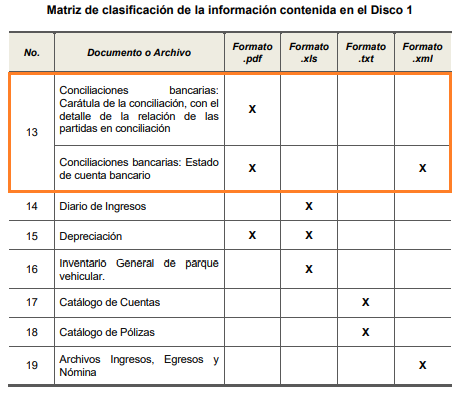 Matriz de clasificación de la información contenida en el Disco 1
No. Documento o Archivo Formato .pdf Formato .xls Formato .txt Formato .xml
13
Conciliaciones bancarias:
Carátula de la conciliación, con el
detalle de la relación de las
partidas en conciliación X
Conciliaciones bancarias: Estado
de cuenta bancario X X
14 Diario de Ingresos X
15 Depreciación X X
16 Inventario General de parque
vehicular. X
17 Catálogo de Cuentas X
18 Catálogo de Pólizas X
19 Archivos Ingresos, Egresos y
Nómina X